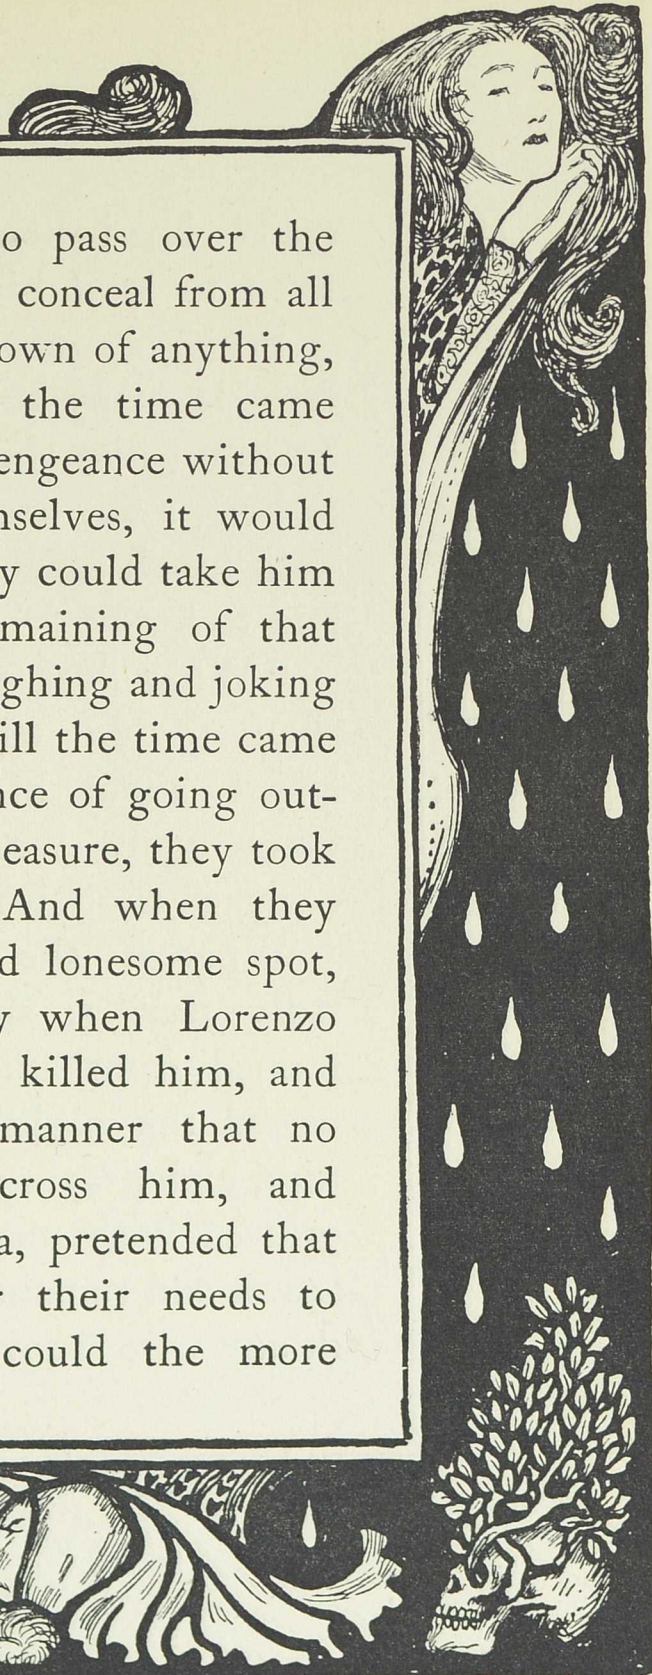 o pass over the
conceal from all
own of anything,
the time came
engeance without
nselves, it would
y could take him
maining of that
ghing and joking
ill the time came
nce of going out-
easure, they took
And when they
d lonesome spot,
y when Lorenzo
killed him, and
manner that no
cross him, and
a, pretended that
r their needs to
could the more